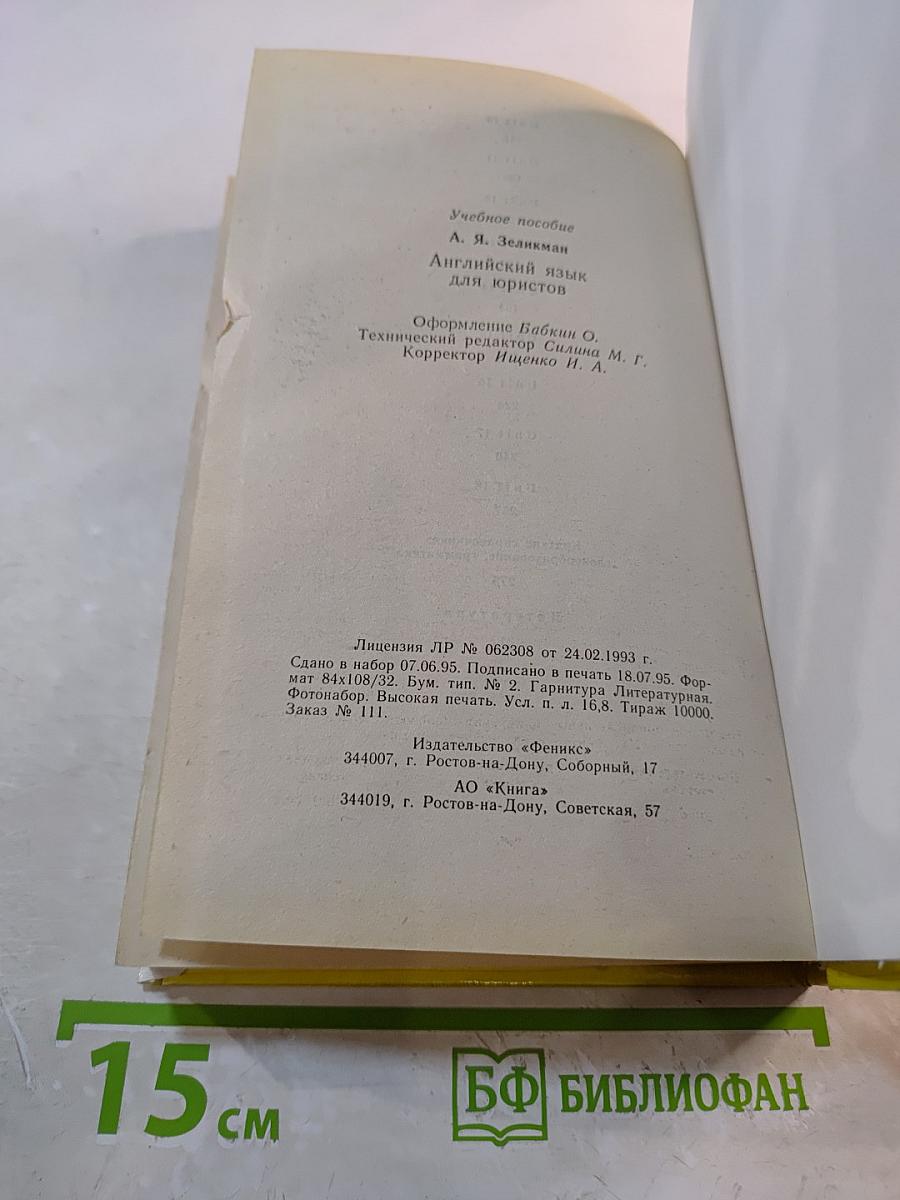 Учебное пособие
А. Я. Зеликман
Английский язык
для юристов
Оформление Бабкин О.
Технический редактор Силина М. Г.
Корректор Ищенко И. А.
Лицензия ЛР № 062308 от 24.02.1993 г.
Сдано в набор 07.06.95. Подписано в печать 18.07.95. Фор-
мат 84x108/32. Бум. тип. № 2. Гарнитура Литературная.
Фотонабор. Высокая печать. Усл. п. л. 16,8. Тираж 10000.
Заказ № 111.
Издательство «Феникс»
344007, г. Ростов-на-Дону, Соборный, 17
АО «Книга»
344019, г. Ростов-на-Дону, Советская, 57
15 см
БФ БИБЛИОФАН